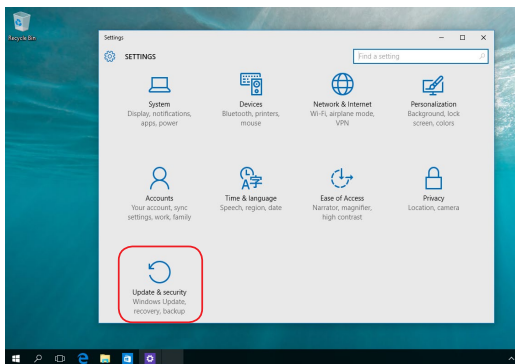 Recycle Bin
Settings
SETTINGS
Find a setting
System
Display, notifications,
apps, power
Devices
Bluetooth, printers,
mouse
Network & Internet
Wi-Fi, airplane mode,
VPN
Personalization
Background, lock
screen, colors
Accounts
Your account, sync
settings, work, family
A字
Time & language
Speech, region, date
Ease of Access
Narrator, magnifier,
high contrast
Privacy
Location, camera
Update & security
Windows Update,
recovery, backup